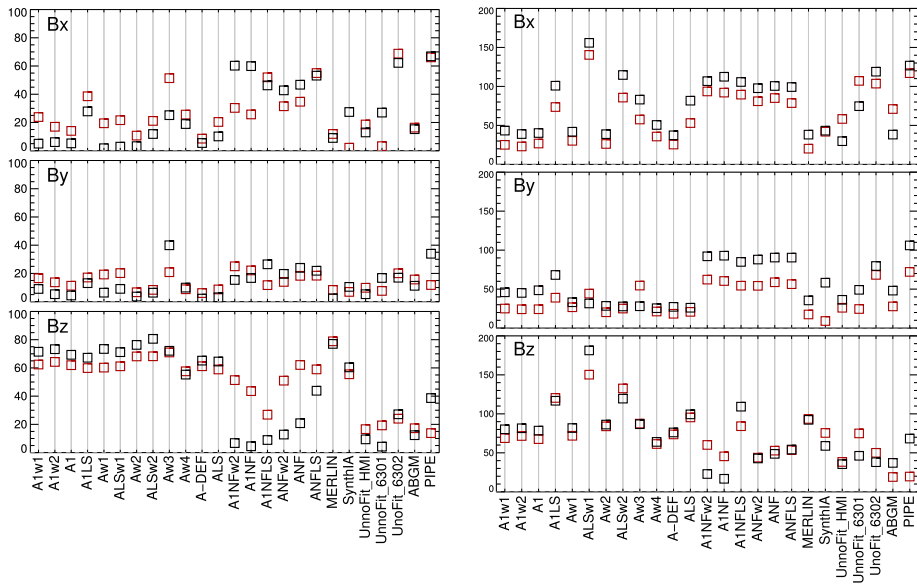 Bx
100
80
60
40
20
0
By
100
80
60
40
20
0
Bz
100
80
60
40
20
0
A1w1
A1w2
A1
A1LS
Aw1
ALSw1
Aw2
ALSw2
Aw3
Aw4
A-DEF
ALS
A1NFw2
A1NF
A1NFLS
ANFw2
ANF
ANFLS
MERLIN
SynthIA
UnnoFit_HMI
UnnoFit_6301
UnoFit_6302
ABGM
PIPE
Bx
200
150
100
50
0
By
200
150
100
50
0
Bz
200
150
100
50
0
A1w1
A1w2
A1
A1LS
Aw1
ALSw1
Aw2
ALSw2
Aw3
Aw4
A-DEF
ALS
A1NFw2
A1NF
A1NFLS
ANFw2
ANF
ANFLS
MERLIN
SynIA
UnnoFit_HMI
UnnoFit_6301
UnoFit_6302
ABGM
PIPE